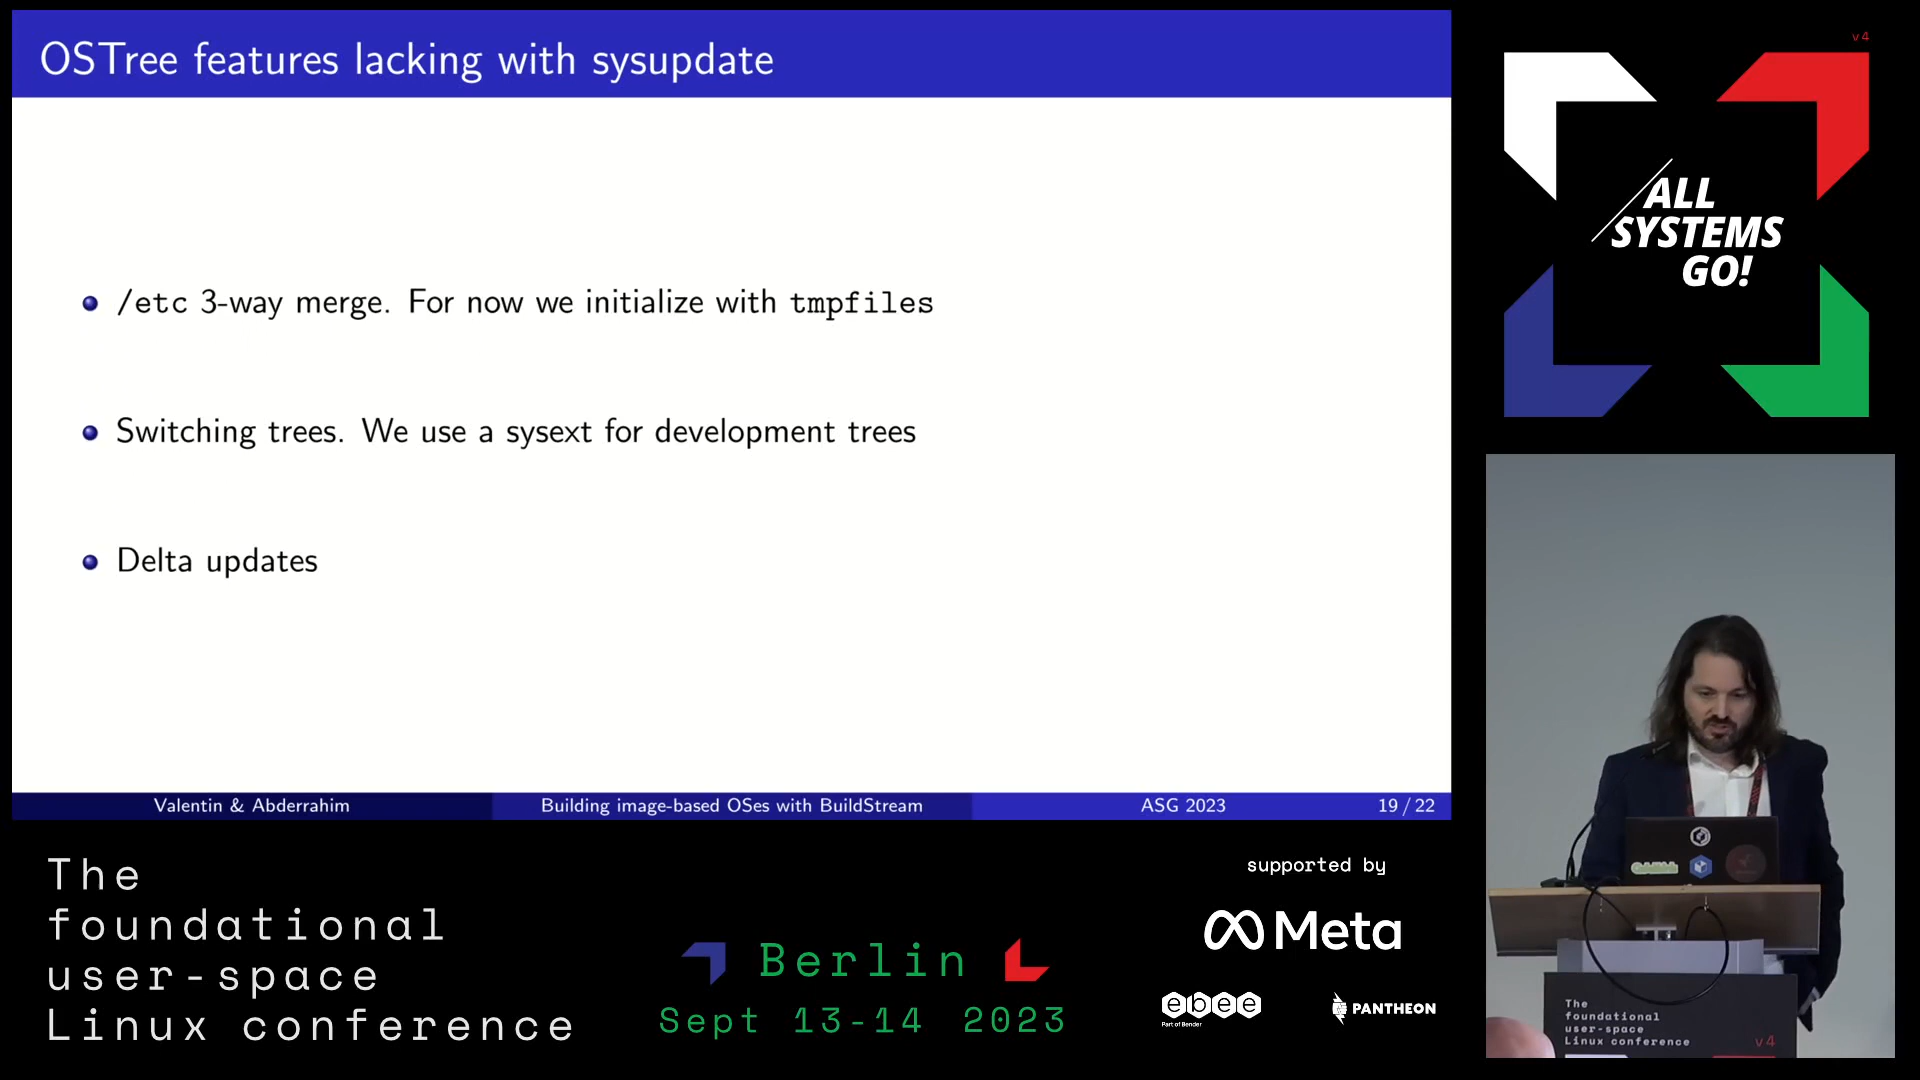 OSTree features lacking with sysupdate
/etc 3-way merge. For now we initialize with tmpfiles
Switching trees. We use a sysext for development trees
Delta updates
Valentin & Abderrahim
Building image-based OSes with BuildStream
ASG 2023
19 / 22
v4
ALL
SYSTEMS
GO!
The
foundational
user-space
Linux conference
Berlin
Sept 13-14 2023
supported by
Meta
ebee
Part of Bender
PANTHEON
The
foundational
user-space
Linux conference
v4